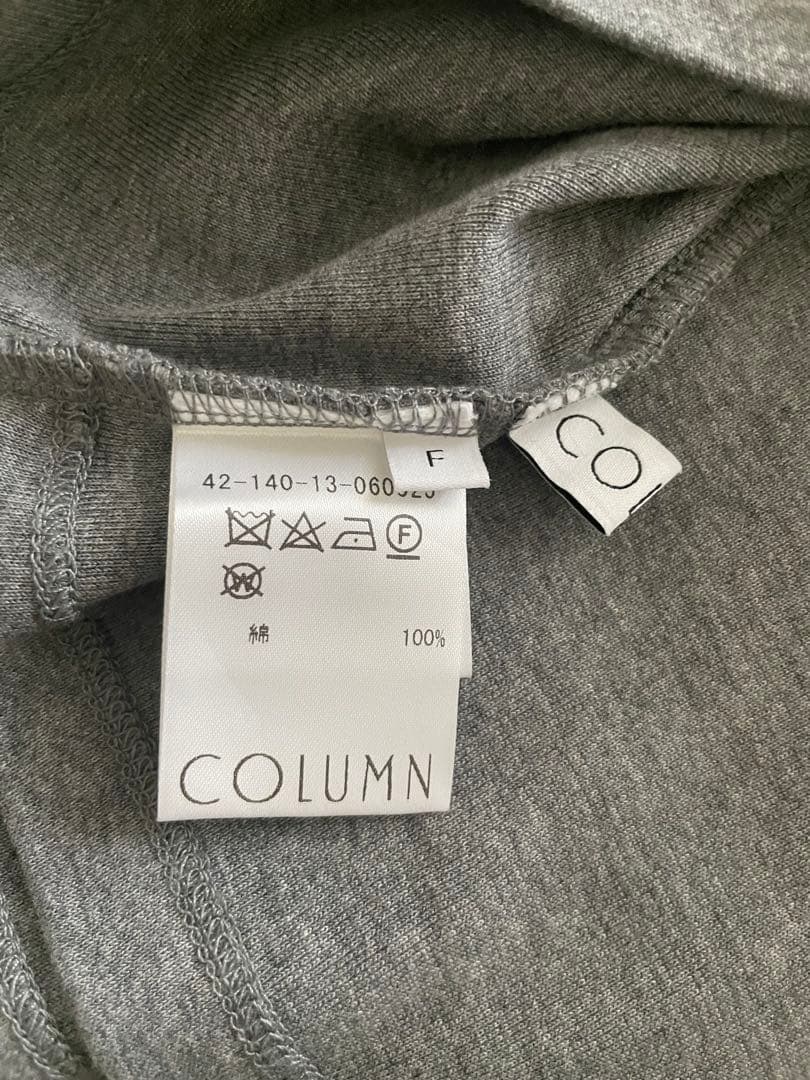 F
CO
42-140-13-060
F
W
綿 100%
COLUMN